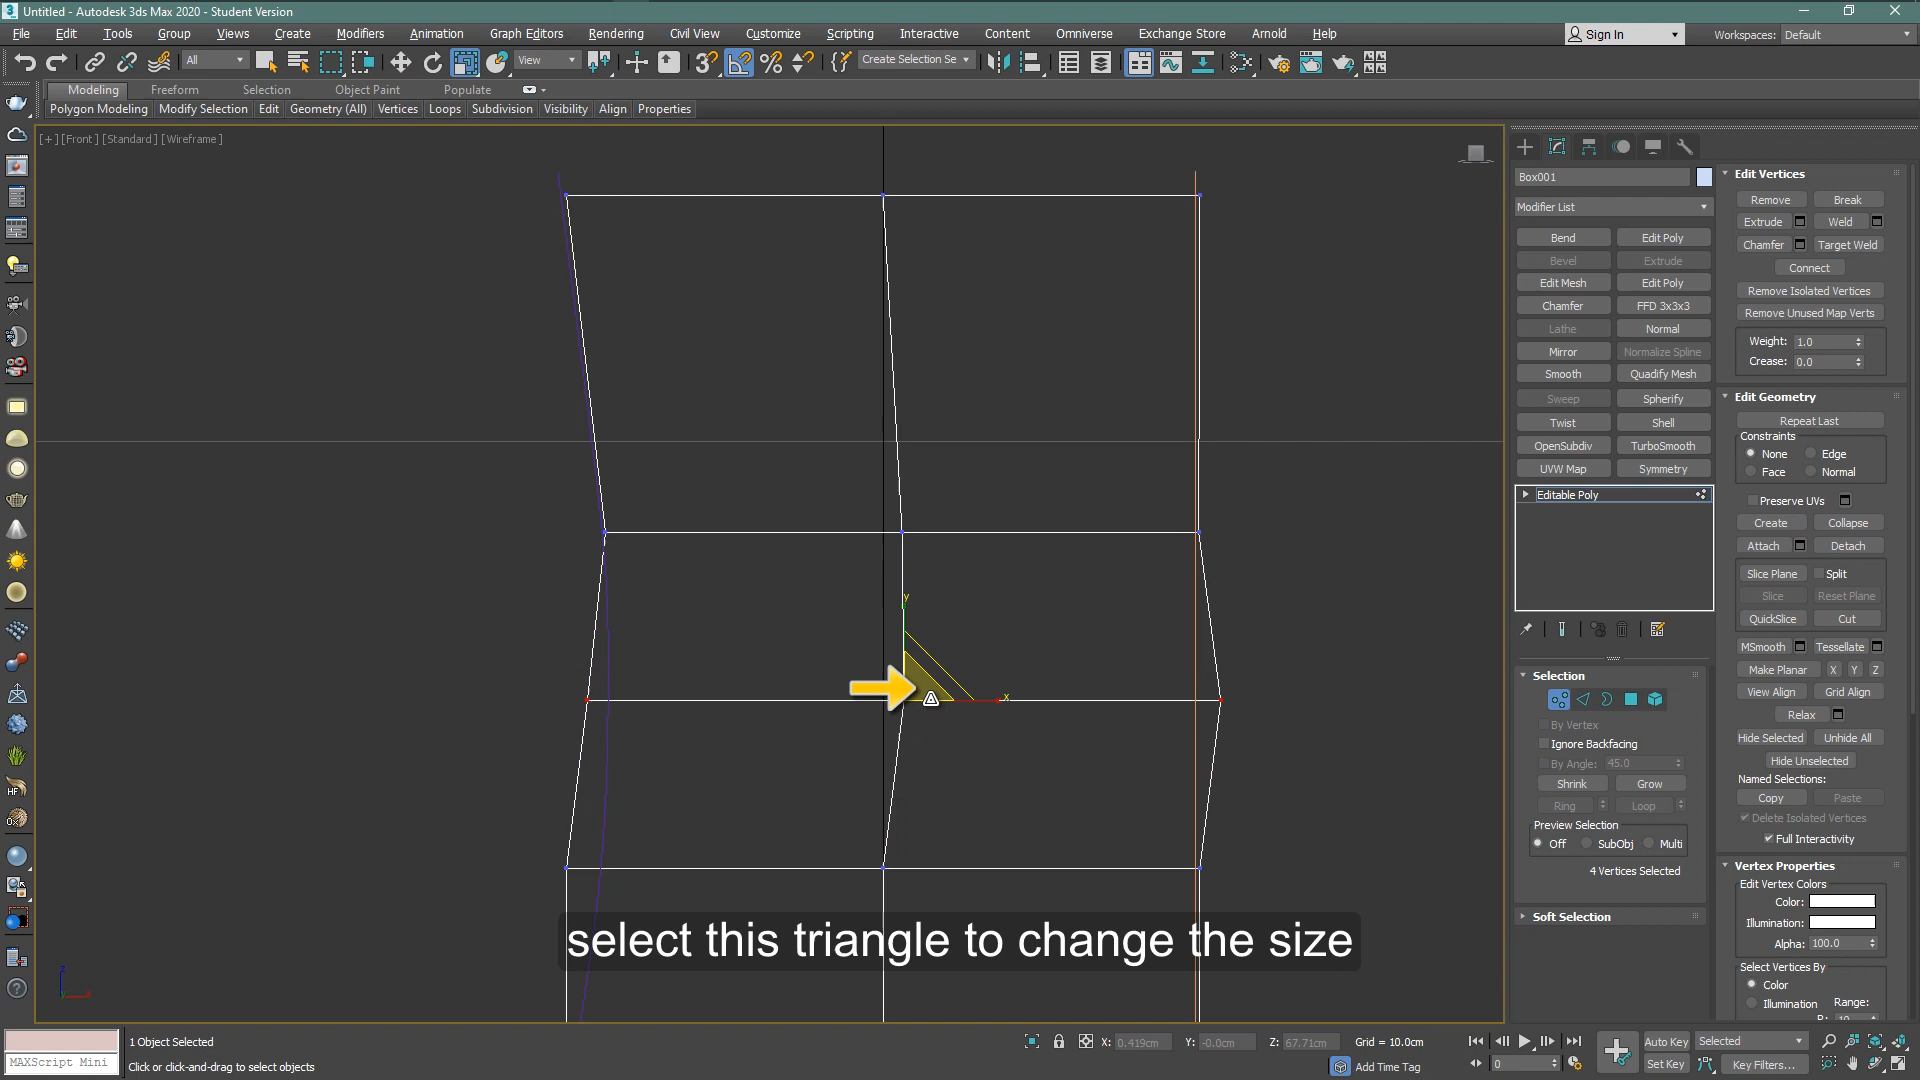 Untitled - Autodesk 3ds Max 2020 - Student Version
File Edit Tools Group Views Create Modifiers Animation Graph Editors Rendering Civil View Customize Scripting Interactive Content Omniverse Exchange Store Arnold Help Sign In Workspaces: Default
All View Create Selection Se
Modeling Freeform Selection Object Paint Populate
Polygon Modeling Modify Selection Edit Geometry (All) Vertices Loops Subdivision Visibility Align Properties
[+] [Front] [Standard] [Wireframe]
Box001
Modifier List
Bend Edit Poly
Bevel Extrude
Edit Mesh Edit Poly
Chamfer FFD 3x3x3
Lathe Normal
Mirror Normalize Spline
Smooth Quadify Mesh
Sweep Spherify
Twist Shell
OpenSubdiv TurboSmooth
UVW Map Symmetry
Editable Poly
Selection
By Vertex
Ignore Backfacing
By Angle: 45.0
Shrink Grow
Ring Loop
Preview Selection
Off SubObj Multi
4 Vertices Selected
Soft Selection
Edit Vertices
Remove Break
Extrude Weld
Chamfer Target Weld
Connect
Remove Isolated Vertices
Remove Unused Map Verts
Weight: 1.0
Crease: 0.0
Edit Geometry
Repeat Last
Constraints
None Edge
Face Normal
Preserve UVs
Create Collapse
Attach Detach
Slice Plane Split
Slice Reset Plane
QuickSlice Cut
MSmooth Tessellate
Make Planar X Y Z
View Align Grid Align
Relax
Hide Selected Unhide All
Hide Unselected
Named Selections:
Copy Paste
Delete Isolated Vertices
Full Interactivity
Vertex Properties
Edit Vertex Colors
Color:
Illumination:
Alpha: 100.0
Select Vertices By
Color
Illumination Range:
y
x
select this triangle to change the size
z
x
MAXScript Mini
1 Object Selected
Click or click-and-drag to select objects
X: 0.419cm Y: -0.0cm Z: 67.71cm Grid = 10.0cm
Add Time Tag
0
Auto Key Selected
Set Key Key Filters...